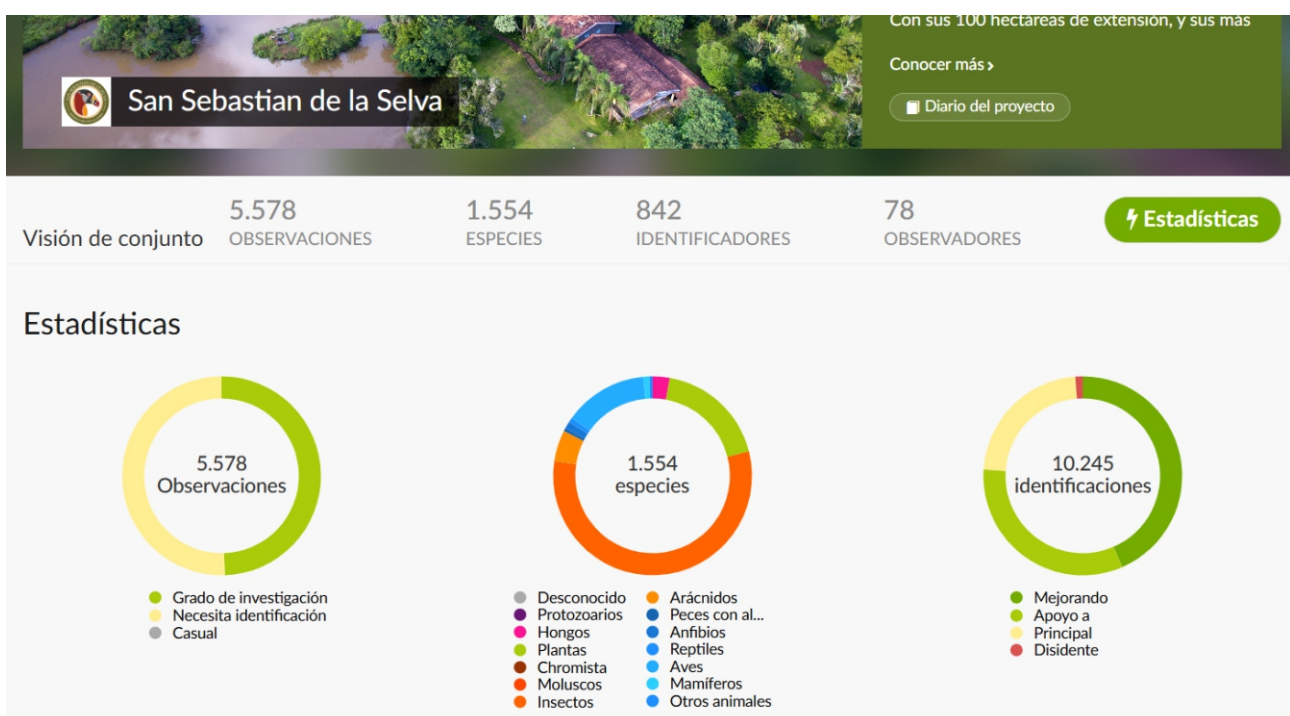 Con sus 100 hectáreas de extensión, y sus más
Conocer más ›
Diario del proyecto
San Sebastian de la Selva
Visión de conjunto
5.578
OBSERVACIONES
1.554
ESPECIES
842
IDENTIFICADORES
78
OBSERVADORES
Estadísticas
Estadísticas
5.578
Observaciones
Grado de investigación
Necesita identificación
Casual
1.554
especies
Desconocido
Protozoarios
Hongos
Plantas
Chromista
Moluscos
Insectos
Arácnidos
Peces con al...
Anfibios
Reptiles
Aves
Mamíferos
Otros animales
10.245
identificaciones
Mejorando
Apoyo a
Principal
Disidente